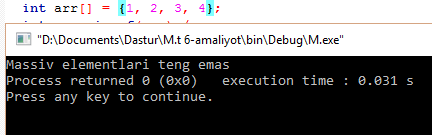 int arr[] = {1, 2, 3, 4};
"D:\Documents\Dastur\M.t 6-amaliyot\bin\Debug\M.exe"
Massiv elementlari teng emas
Process returned 0 (0x0)   execution time : 0.031 s
Press any key to continue.